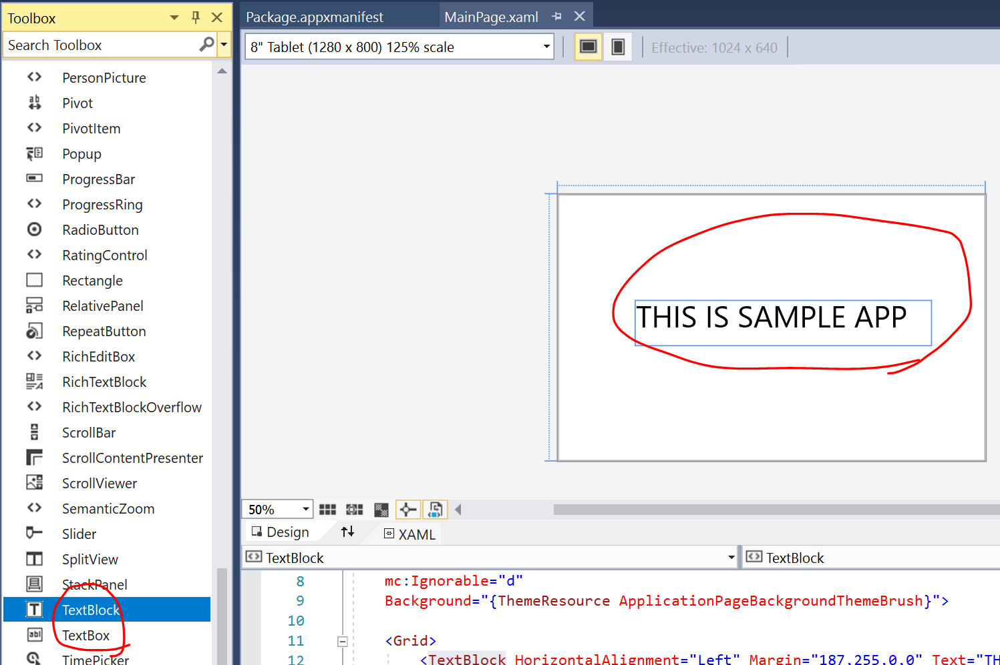 Toolbox
Search Toolbox
PersonPicture
Pivot
PivotItem
Popup
ProgressBar
ProgressRing
RadioButton
RatingControl
Rectangle
RelativePanel
RepeatButton
RichEditBox
RichTextBlock
RichTextBlockOverflow
ScrollBar
ScrollContentPresenter
ScrollViewer
SemanticZoom
Slider
SplitView
StackPanel
TextBlock
TextBox
TimePicker
Package.appxmanifest
MainPage.xaml
8" Tablet (1280 x 800) 125% scale
Effective: 1024 x 640
THIS IS SAMPLE APP
50%
Design
XAML
TextBlock
TextBlock
8 mc:Ignorable="d"
9 Background="{ThemeResource ApplicationPageBackgroundThemeBrush}">
10
11 <Grid>
12 <TextBlock HorizontalAlignment="Left" Margin="187,255,0,0" Text="TH